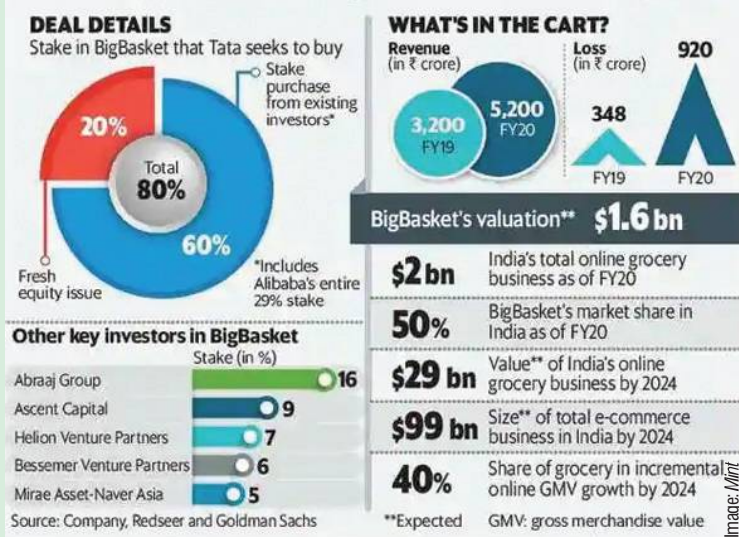 DEAL DETAILS
Stake in BigBasket that Tata seeks to buy
Stake
purchase
from existing
investors*
20%
Total
80%
60%
Fresh
equity issue
*Includes
Alibaba's entire
29% stake
Other key investors in BigBasket
Stake (in %)
Abraaj Group 16
Ascent Capital 9
Helion Venture Partners 7
Bessemer Venture Partners 6
Mirae Asset-Naver Asia 5
Source: Company, Redseer and Goldman Sachs
WHAT'S IN THE CART?
Revenue
(in ₹ crore)
3,200
FY19
5,200
FY20
Loss
(in ₹ crore)
348
FY19
920
FY20
BigBasket's valuation** $1.6 bn
$2 bn
India's total online grocery
business as of FY20
50%
BigBasket's market share in
India as of FY20
$29 bn
Value** of India's online
grocery business by 2024
$99 bn
Size** of total e-commerce
business in India by 2024
40%
Share of grocery in incremental
online GMV growth by 2024
**Expected GMV: gross merchandise value
Image: Mint